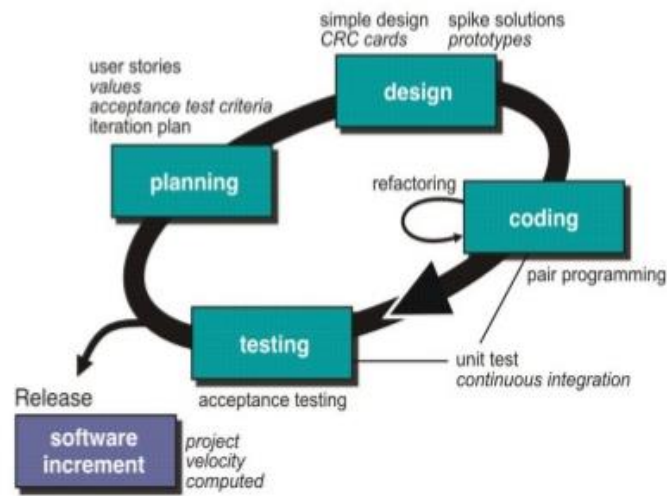 simple design
CRC cards
spike solutions
prototypes
user stories
values
acceptance test criteria
iteration plan
design
planning
refactoring
coding
pair programming
testing
unit test
continuous integration
acceptance testing
Release
software
increment
project
velocity
computed